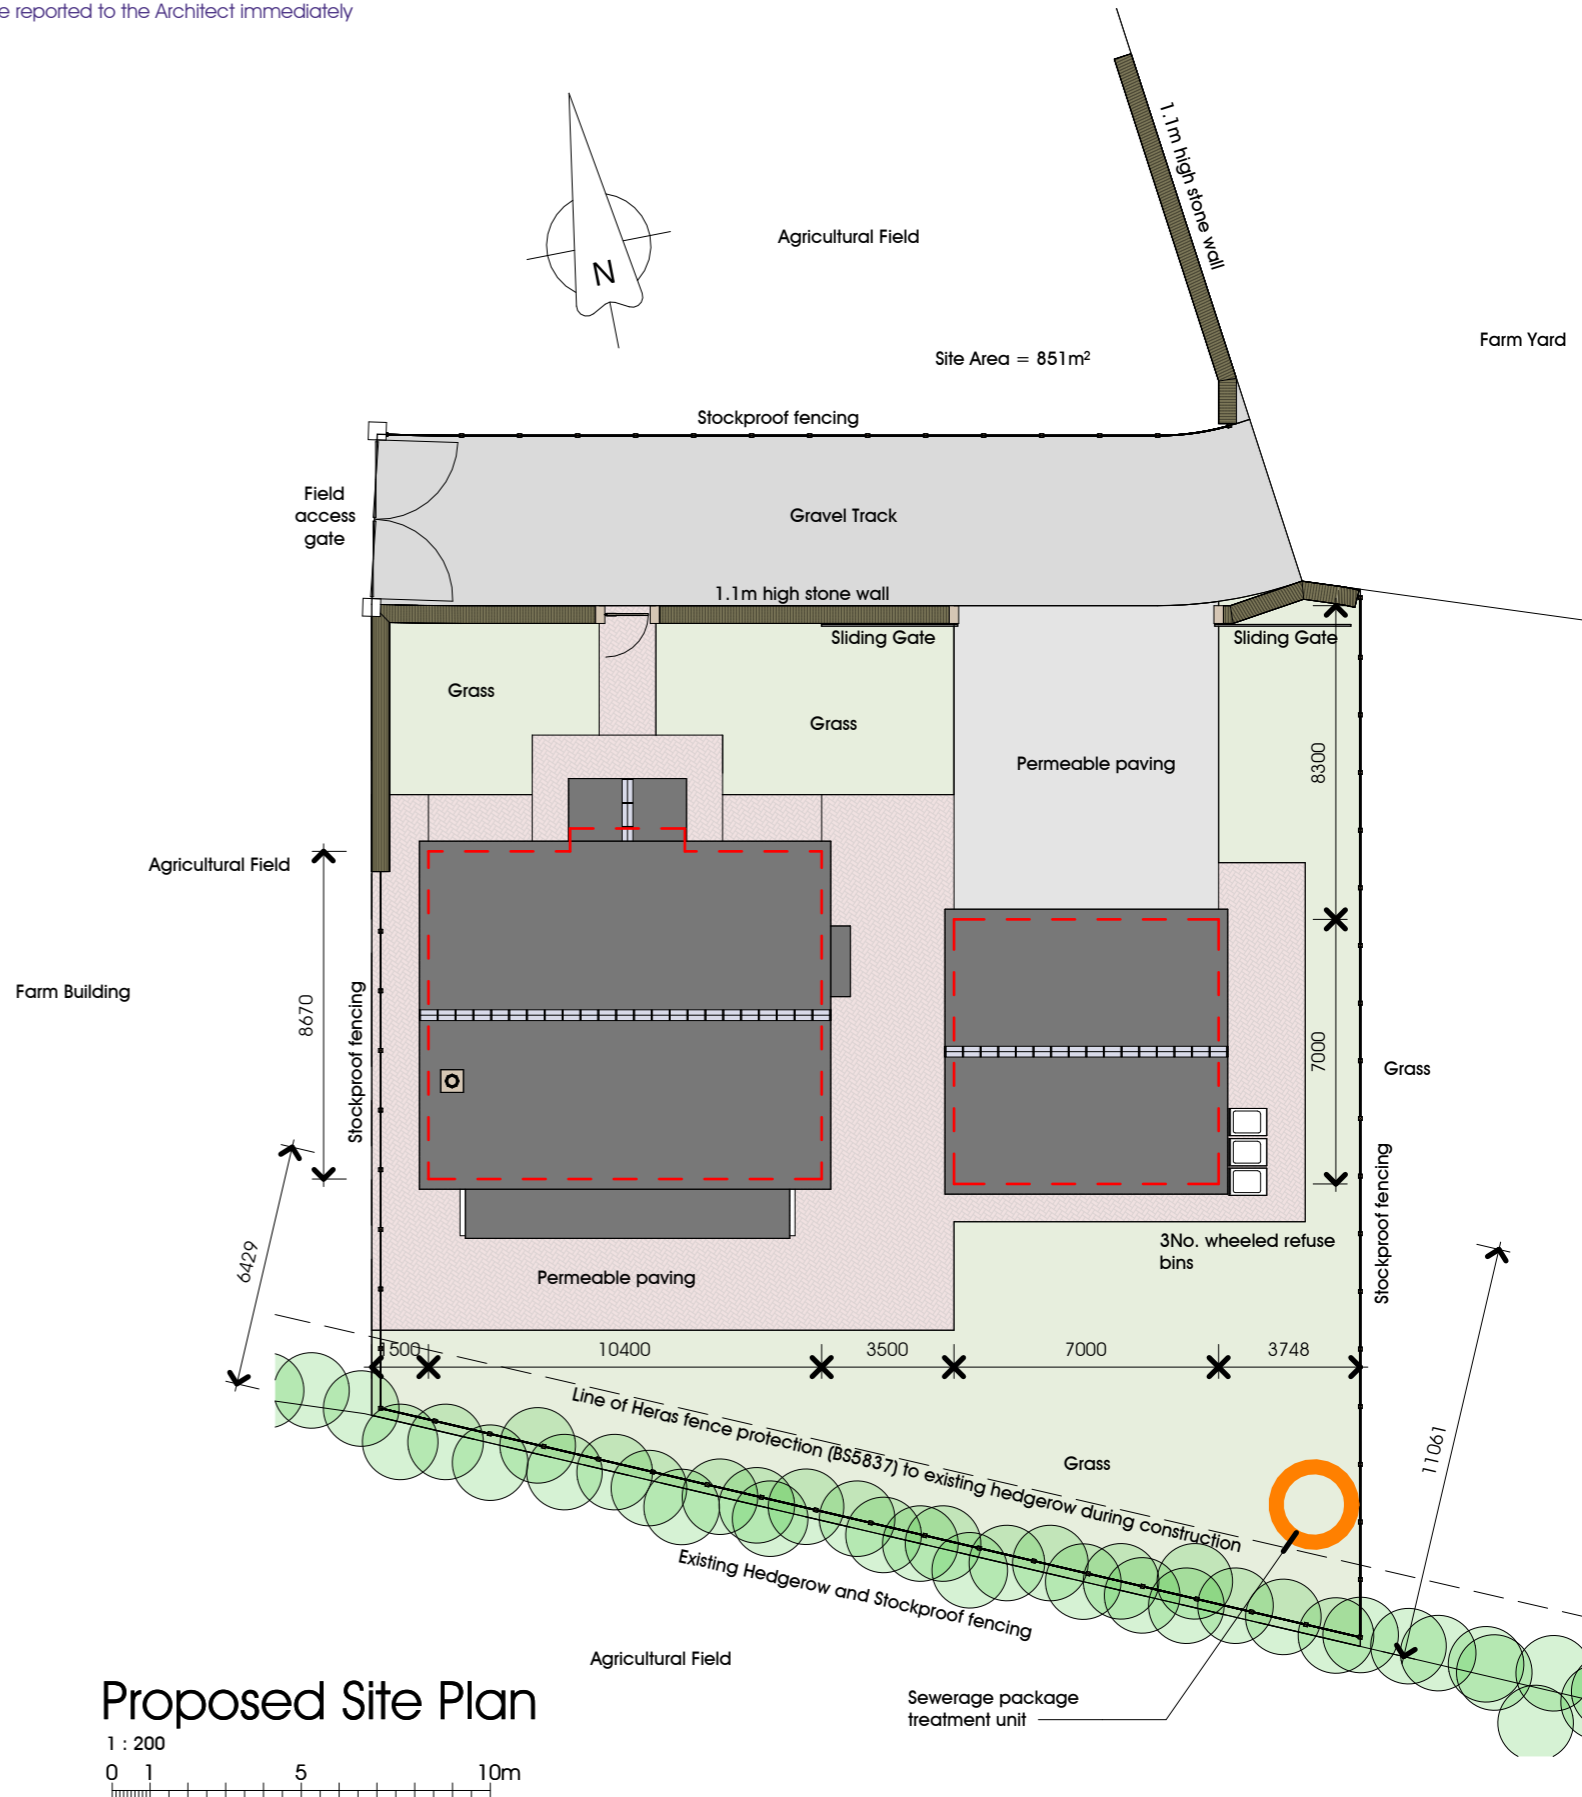 e reported to the Architect immediately
1.1m high stone wall
N
Agricultural Field
Farm Yard
Site Area = 851m²
Stockproof fencing
Field
access
gate
Gravel Track
1.1m high stone wall
Sliding Gate
Sliding Gate
Grass
Grass
Permeable paving
8300
Agricultural Field
Farm Building
8670
Stockproof fencing
7000
Grass
Stockproof fencing
3No. wheeled refuse
bins
6429
Permeable paving
1500
10400
3500
7000
3748
Line of Heras fence protection (BS5837) to existing hedgerow during construction
Grass
11061
Existing Hedgerow and Stockproof fencing
Agricultural Field
Sewerage package
treatment unit
Proposed Site Plan
1 : 200
0 1 5 10m